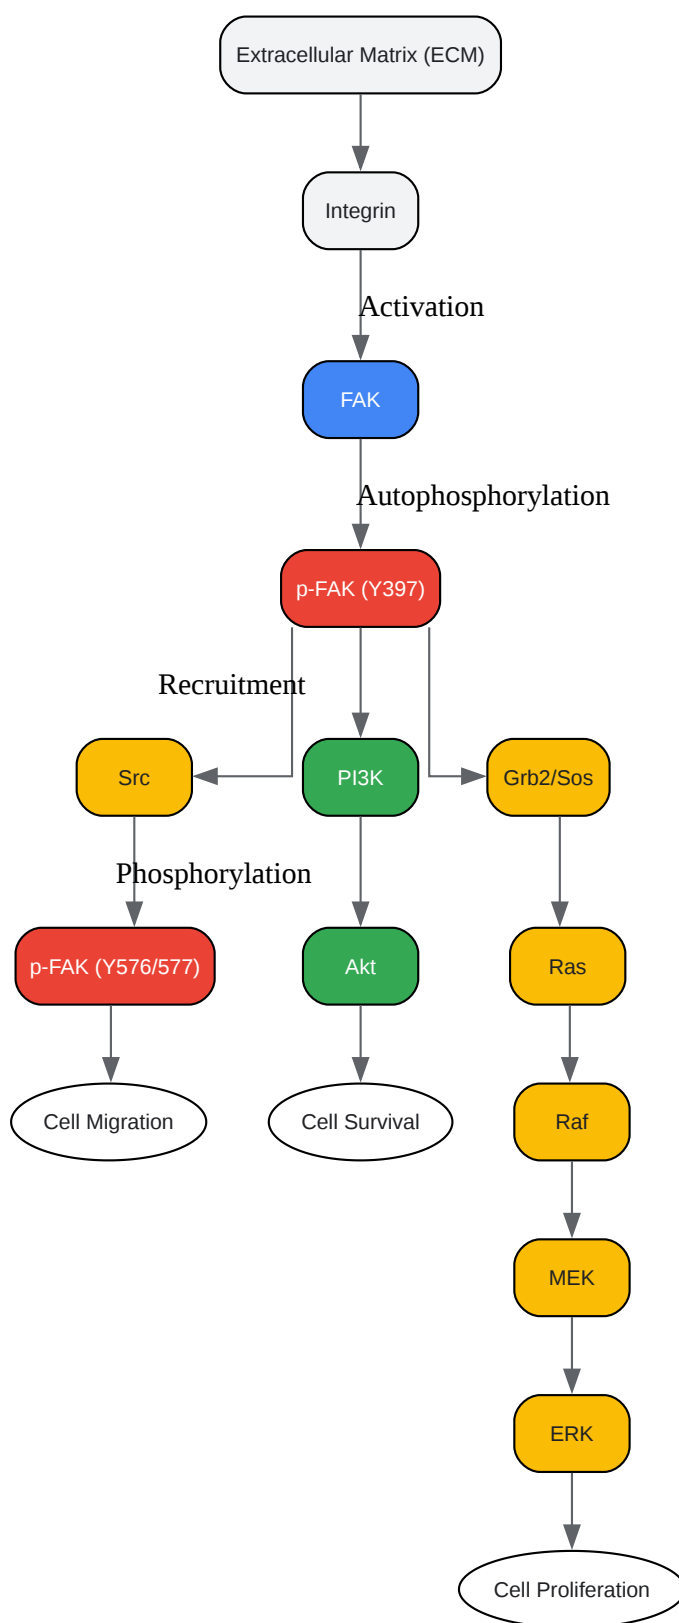 Extracellular Matrix (ECM)
Integrin
Activation
FAK
Autophosphorylation
p-FAK (Y397)
Recruitment
Src
PI3K
Grb2/Sos
Phosphorylation
p-FAK (Y576/577)
Akt
Ras
Cell Migration
Cell Survival
Raf
MEK
ERK
Cell Proliferation